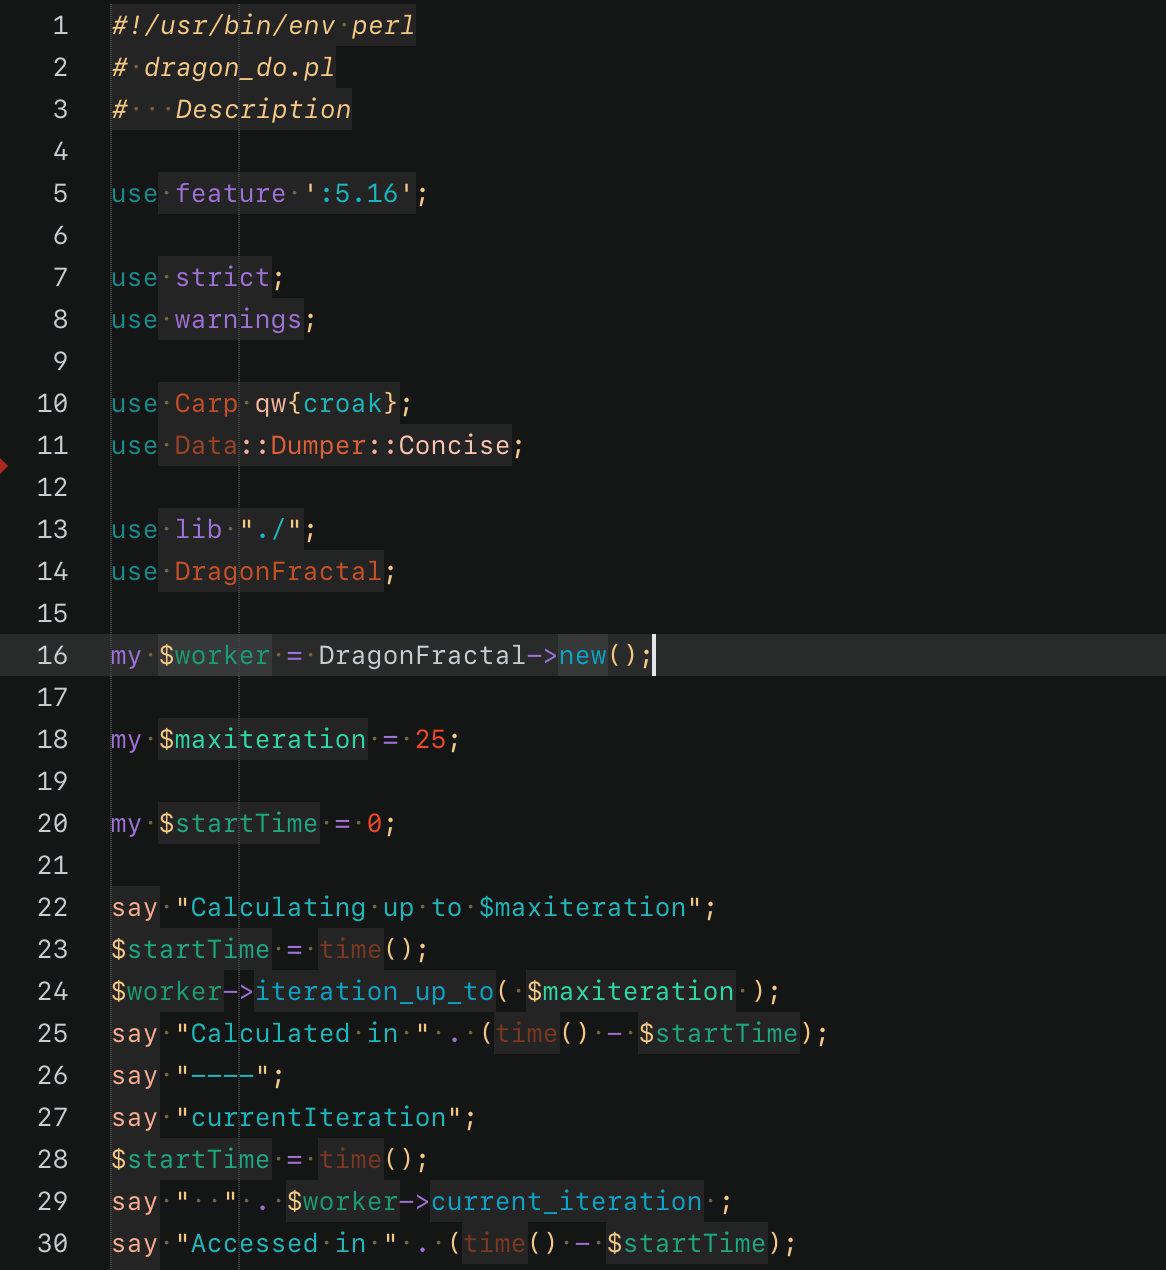 1 #!/usr/bin/env perl
2 # dragon_do.pl
3 #   Description
4
5 use feature ':5.16';
6
7 use strict;
8 use warnings;
9
10 use Carp qw{croak};
11 use Data::Dumper::Concise;
12
13 use lib "./";
14 use DragonFractal;
15
16 my $worker = DragonFractal->new();
17
18 my $maxiteration = 25;
19
20 my $startTime = 0;
21
22 say "Calculating up to $maxiteration";
23 $startTime = time();
24 $worker->iteration_up_to( $maxiteration );
25 say "Calculated in " . (time() - $startTime);
26 say "----";
27 say "currentIteration";
28 $startTime = time();
29 say "  " . $worker->current_iteration ;
30 say "Accessed in " . (time() - $startTime);